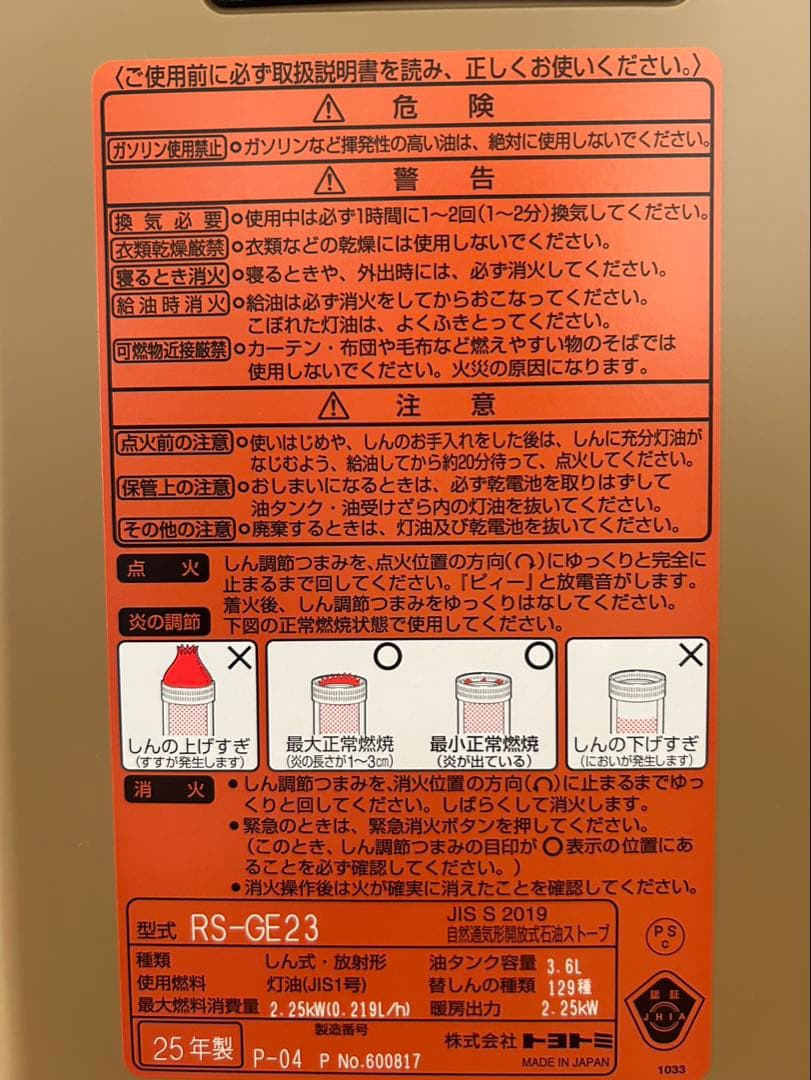 〈ご使用前に必ず取扱説明書を読み、正しくお使いください。〉
⚠ 危険
ガソリン使用禁止 ⚬ガソリンなど揮発性の高い油は、絶対に使用しないでください。
⚠ 警告
換気必要 ⚬使用中は必ず1時間に1〜2回(1〜2分)換気してください。
衣類乾燥厳禁 ⚬衣類などの乾燥には使用しないでください。
寝るとき消火 ⚬寝るときや、外出時には、必ず消火してください。
給油時消火 ⚬給油は必ず消火をしてからおこなってください。
こぼれた灯油は、よくふきとってください。
可燃物近接厳禁 ⚬カーテン・布団や毛布など燃えやすい物のそばでは
使用しないでください。火災の原因になります。
⚠ 注意
点火前の注意 ⚬使いはじめや、しんのお手入れをした後は、しんに充分灯油が
なじむよう、給油してから約20分待って、点火してください。
保管上の注意 ⚬おしまいになるときは、必ず乾電池を取りはずして
油タンク・油受けざら内の灯油を抜いてください。
その他の注意 ⚬廃棄するときは、灯油及び乾電池を抜いてください。
点火 しん調節つまみを、点火位置の方向(↷)にゆっくりと完全に
止まるまで回してください。『ピィー』と放電音がします。
着火後、しん調節つまみをゆっくりはなしてください。
炎の調節 下図の正常燃焼状態で使用してください。
× ○ ○ ×
しんの上げすぎ 最大正常燃焼 最小正常燃焼 しんの下げすぎ
(すすが発生します) (炎の長さが1〜3㎝) (炎が出ている) (においが発生します)
消火 •しん調節つまみを、消火位置の方向(↶)に止まるまでゆっ
くりと回してください。しばらくして消火します。
•緊急のときは、緊急消火ボタンを押してください。
(このとき、しん調節つまみの目印が○表示の位置にあ
ることを必ず確認してください。)
•消火操作後は火が確実に消えたことを確認してください。
型式 RS-GE23 JIS S 2019
自然通気形開放式石油ストーブ
PS
C
種類 しん式・放射形 油タンク容量 3.6L
使用燃料 灯油(JIS1号) 替しんの種類 129種
最大燃料消費量 2.25kW(0.219L/h) 暖房出力 2.25kW
認証
JHIA
1033
25年製 製造番号
P-04 P No.600817
株式会社トヨトミ
MADE IN JAPAN